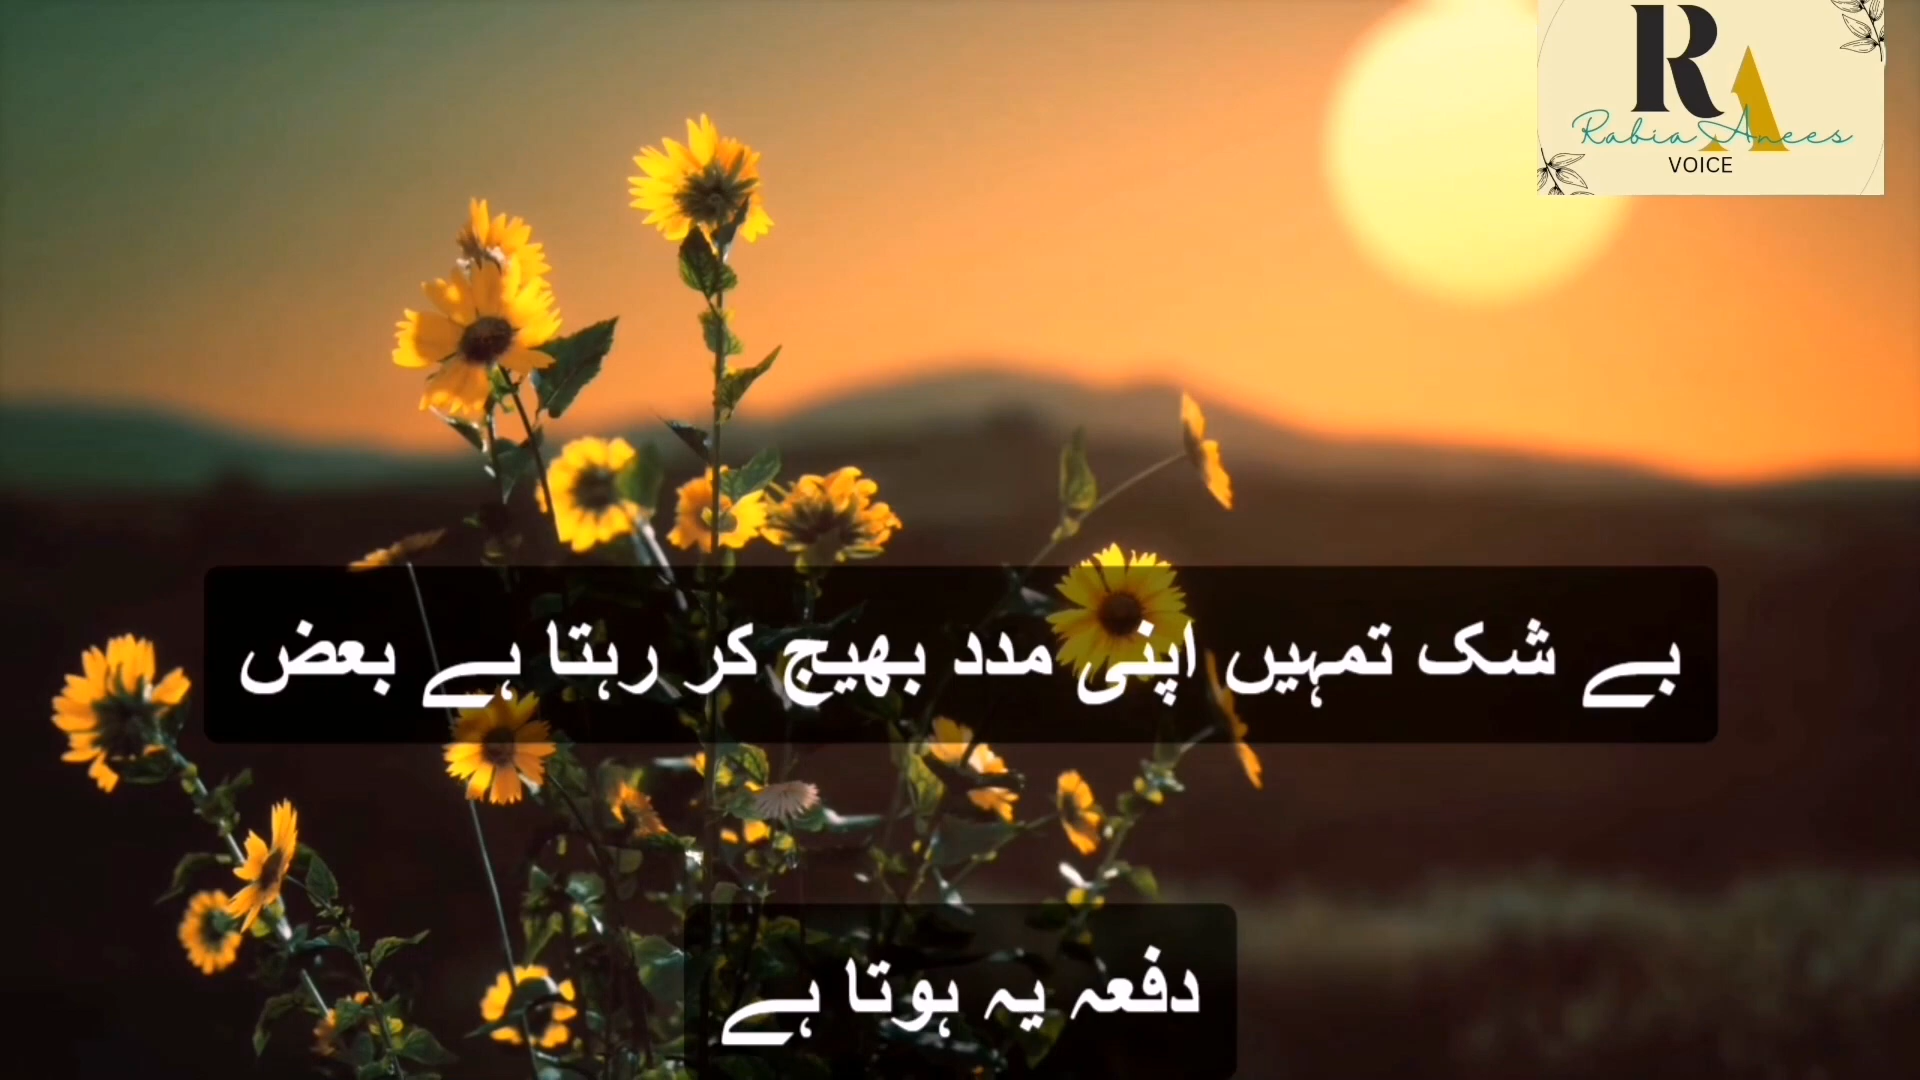 RA
Rabia Anees
VOICE
بے شک تمہیں اپنی مدد بھیج کر رہتا ہے بعض
دفعہ یہ ہوتا ہے